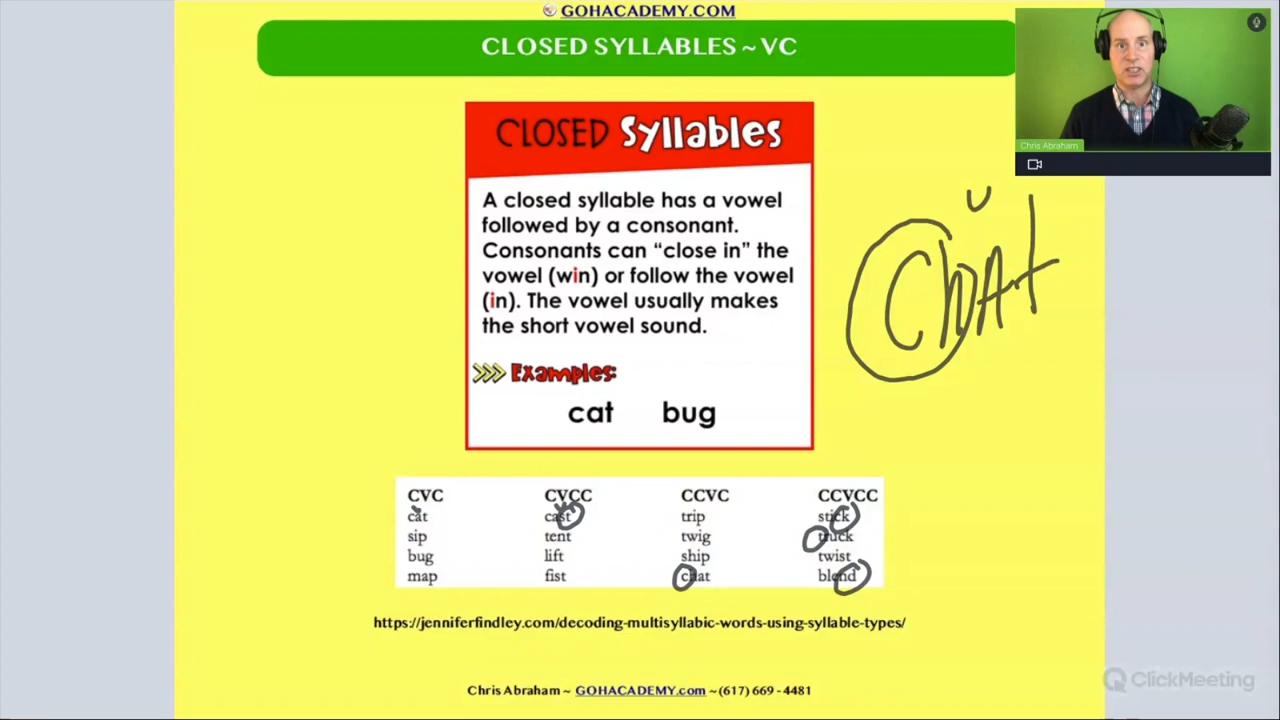 GOHACADEMY.COM
CLOSED SYLLABLES ~ VC
Chris Abraham
CLOSED Syllables
A closed syllable has a vowel
followed by a consonant.
Consonants can “close in” the
vowel (win) or follow the vowel
(in). The vowel usually makes
the short vowel sound.
>>> Examples:
cat bug
ChAt
CVC CVCC CCVC CCVCC
cat cast trip stick
sip tent twig truck
bug lift ship twist
map fist chat blend
https://jenniferfindley.com/decoding-multisyllabic-words-using-syllable-types/
Chris Abraham ~ GOHACADEMY.com ~ (617) 669 - 4481
ClickMeeting